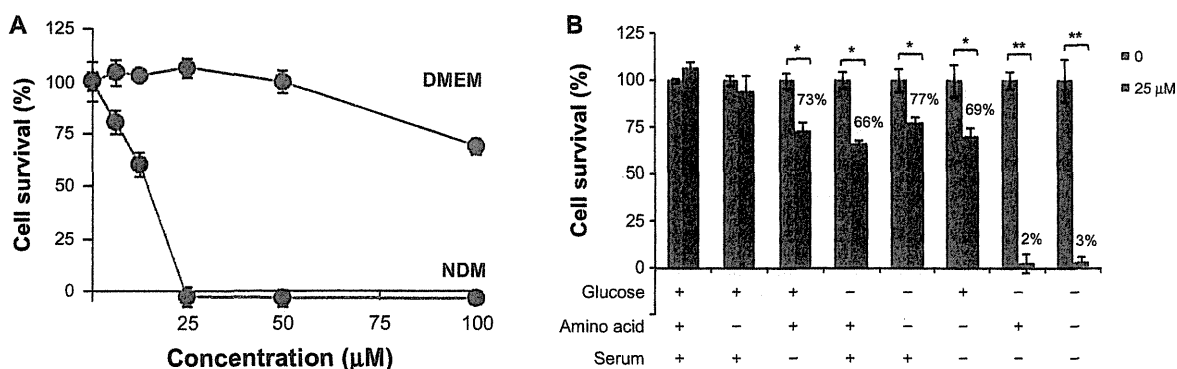 A
Cell survival (%)
125
100
75
50
25
0
DMEM
NDM
25
50
75
100
Concentration (μM)
B
Cell survival (%)
125
100
75
50
25
0
* * * * ** **
73% 66% 77% 69% 2% 3%
0
25 μM
Glucose + + + − − + − −
Amino acid + − + + − − + −
Serum + + − + + − − −